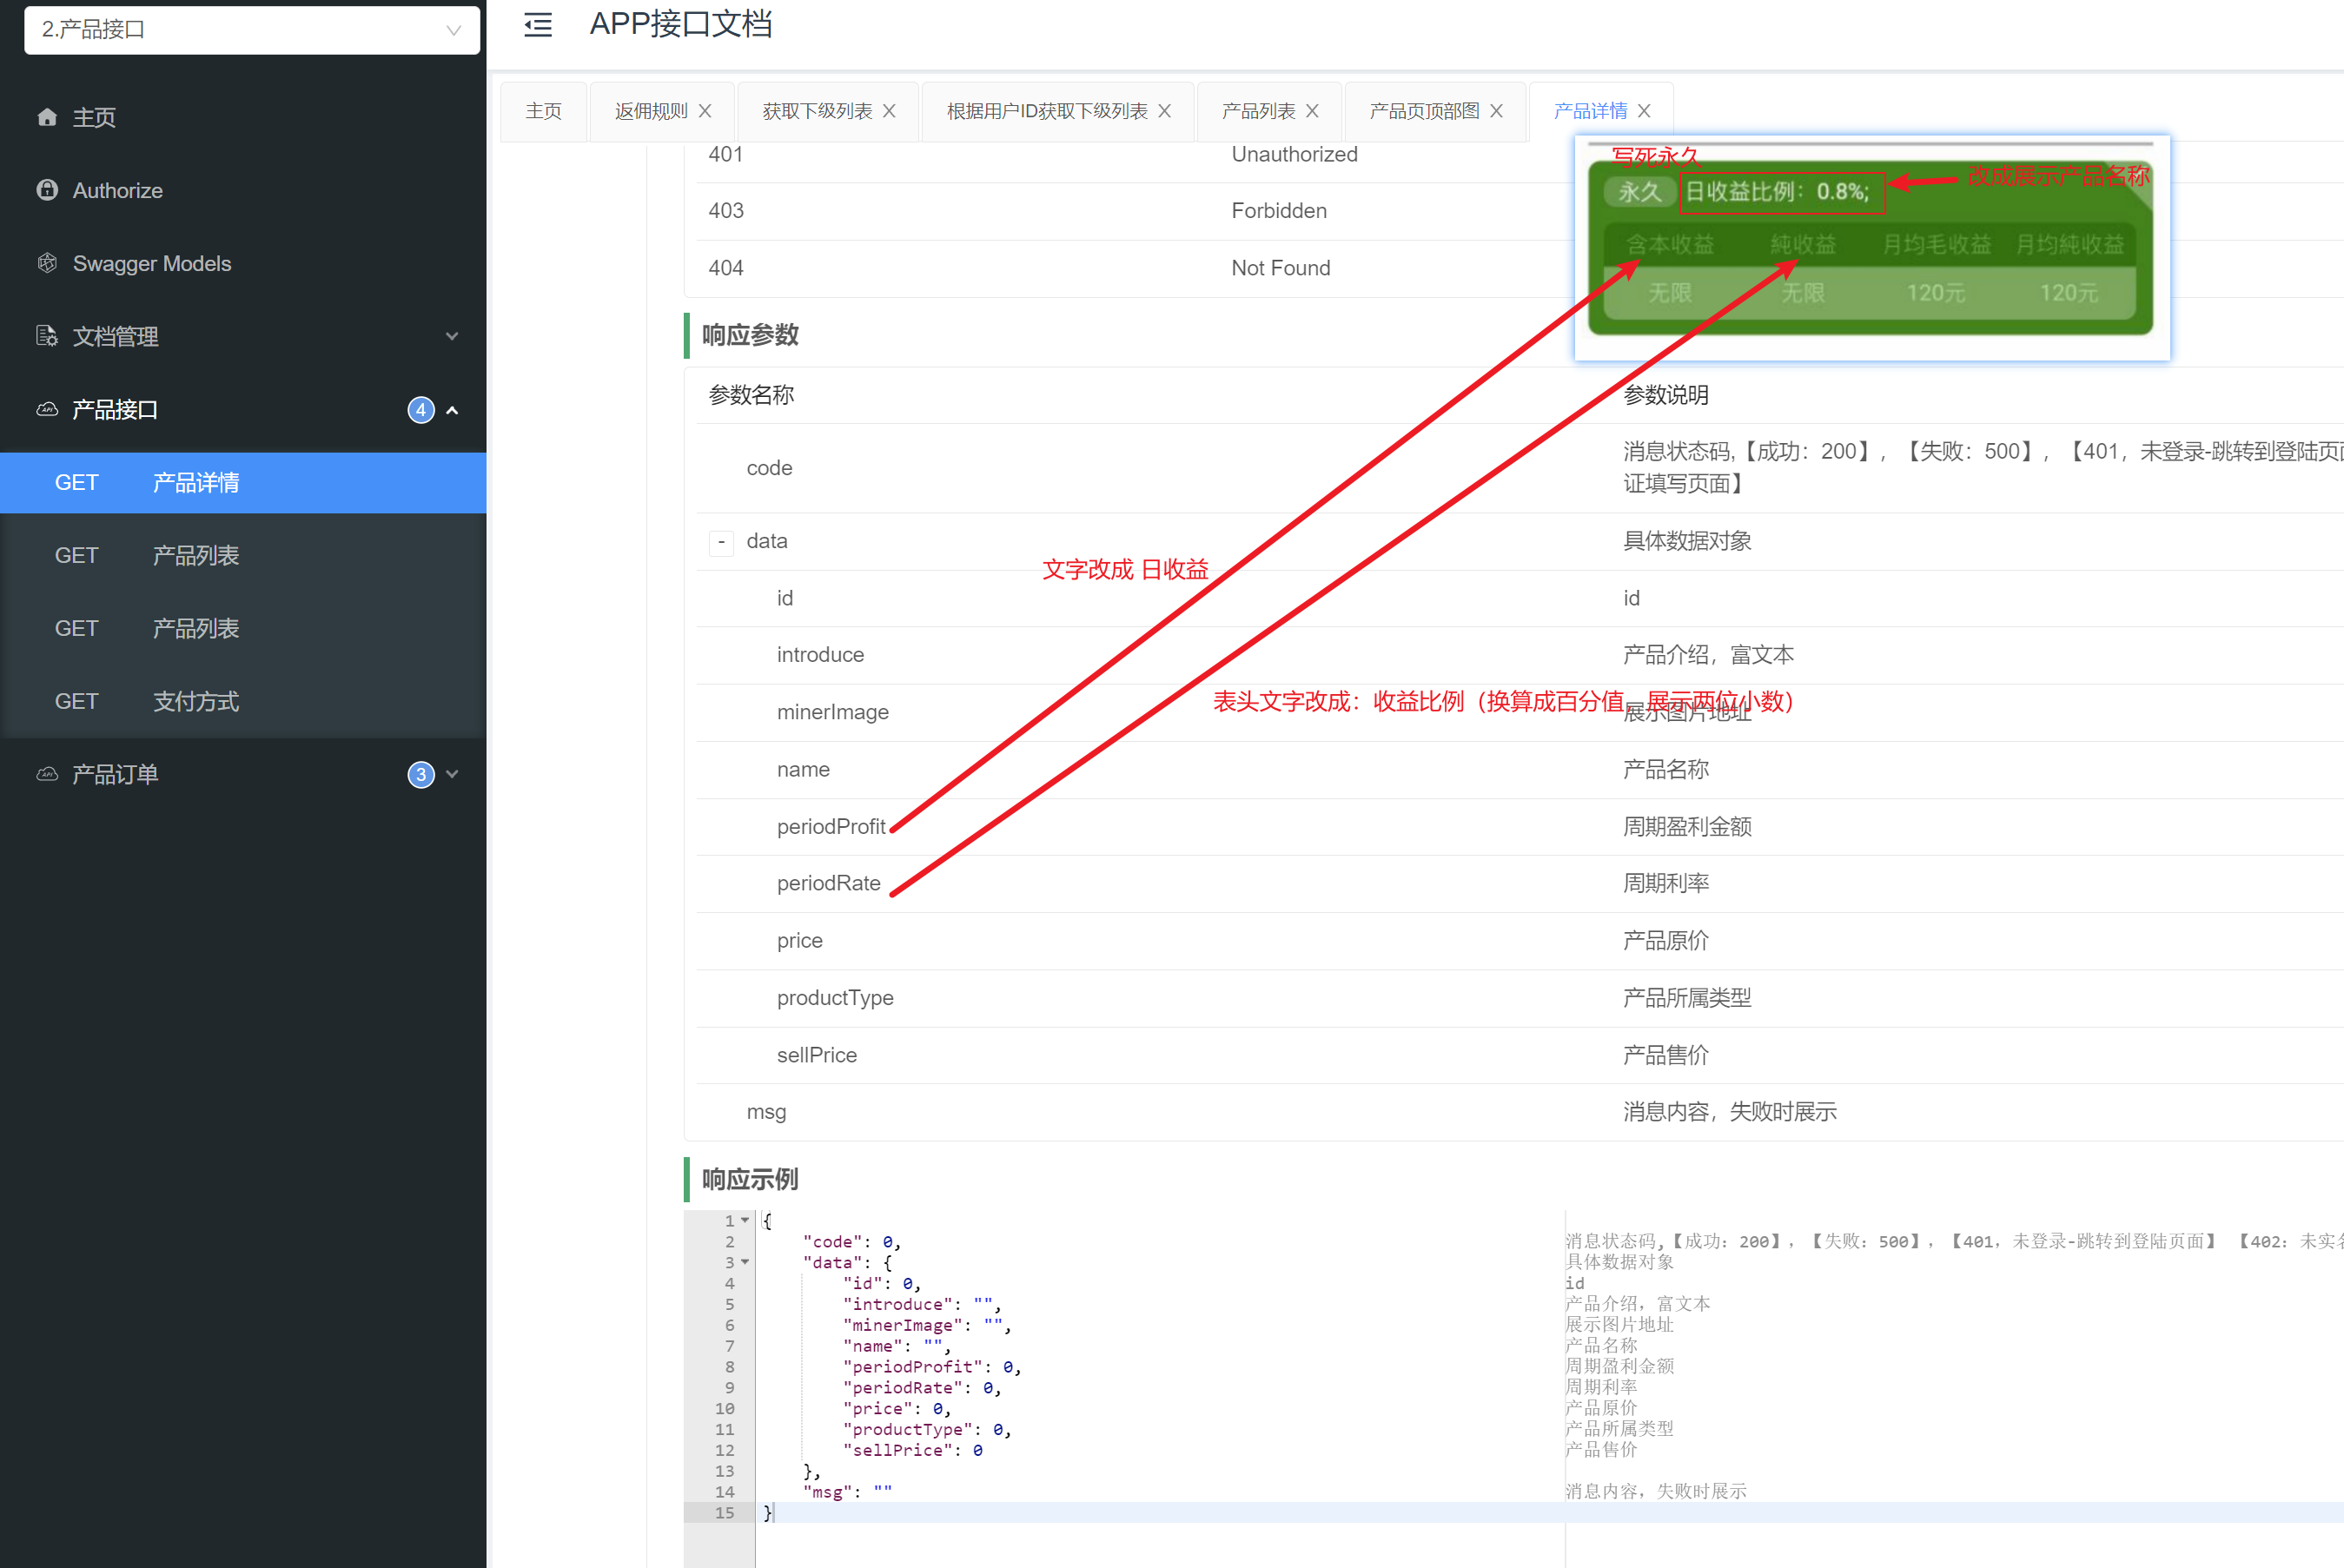 2.产品接口
APP接口文档
主页
Authorize
Swagger Models
文档管理
产品接口
4
GET 产品详情
GET 产品列表
GET 产品列表
GET 支付方式
产品订单
3
主页
返佣规则
获取下级列表
根据用户ID获取下级列表
产品列表
产品页顶部图
产品详情
401 Unauthorized
403 Forbidden
404 Not Found
写死永久
永久 日收益比例：0.8%;
改成展示产品名称
含本收益 純收益 月均毛收益 月均純收益
无限 无限 120元 120元
响应参数
参数名称 参数说明
code 消息状态码,【成功：200】，【失败：500】，【401，未登录-跳转到登陆页面
证填写页面】
- data 具体数据对象
文字改成 日收益
id id
introduce 产品介绍，富文本
表头文字改成：收益比例（换算成百分值，展示两位小数）
minerImage 展示图片地址
name 产品名称
periodProfit 周期盈利金额
periodRate 周期利率
price 产品原价
productType 产品所属类型
sellPrice 产品售价
msg 消息内容，失败时展示
响应示例
1 {
2 "code": 0, 消息状态码,【成功：200】，【失败：500】，【401，未登录-跳转到登陆页面】 【402：未实名
3 "data": { 具体数据对象
4 "id": 0, id
5 "introduce": "", 产品介绍，富文本
6 "minerImage": "", 展示图片地址
7 "name": "", 产品名称
8 "periodProfit": 0, 周期盈利金额
9 "periodRate": 0, 周期利率
10 "price": 0, 产品原价
11 "productType": 0, 产品所属类型
12 "sellPrice": 0 产品售价
13 },
14 "msg": "" 消息内容，失败时展示
15 }